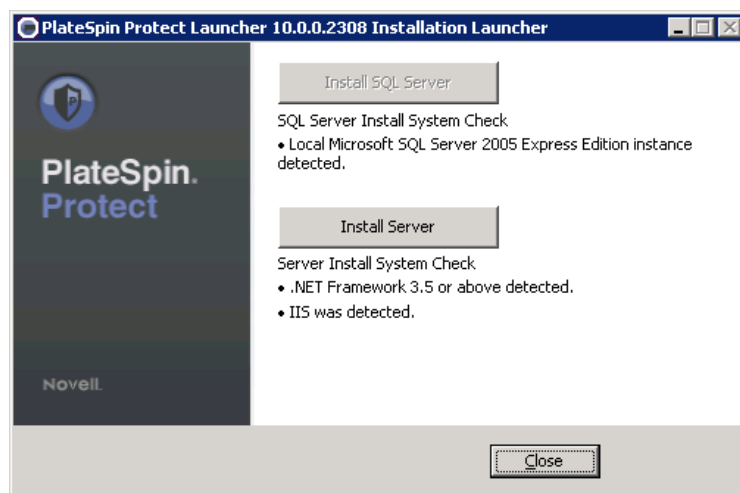 PlateSpin Protect Launcher 10.0.0.2308 Installation Launcher
Install SQL Server
SQL Server Install System Check
• Local Microsoft SQL Server 2005 Express Edition instance
detected.
PlateSpin.
Protect
Install Server
Server Install System Check
• .NET Framework 3.5 or above detected.
• IIS was detected.
Novell.
Close